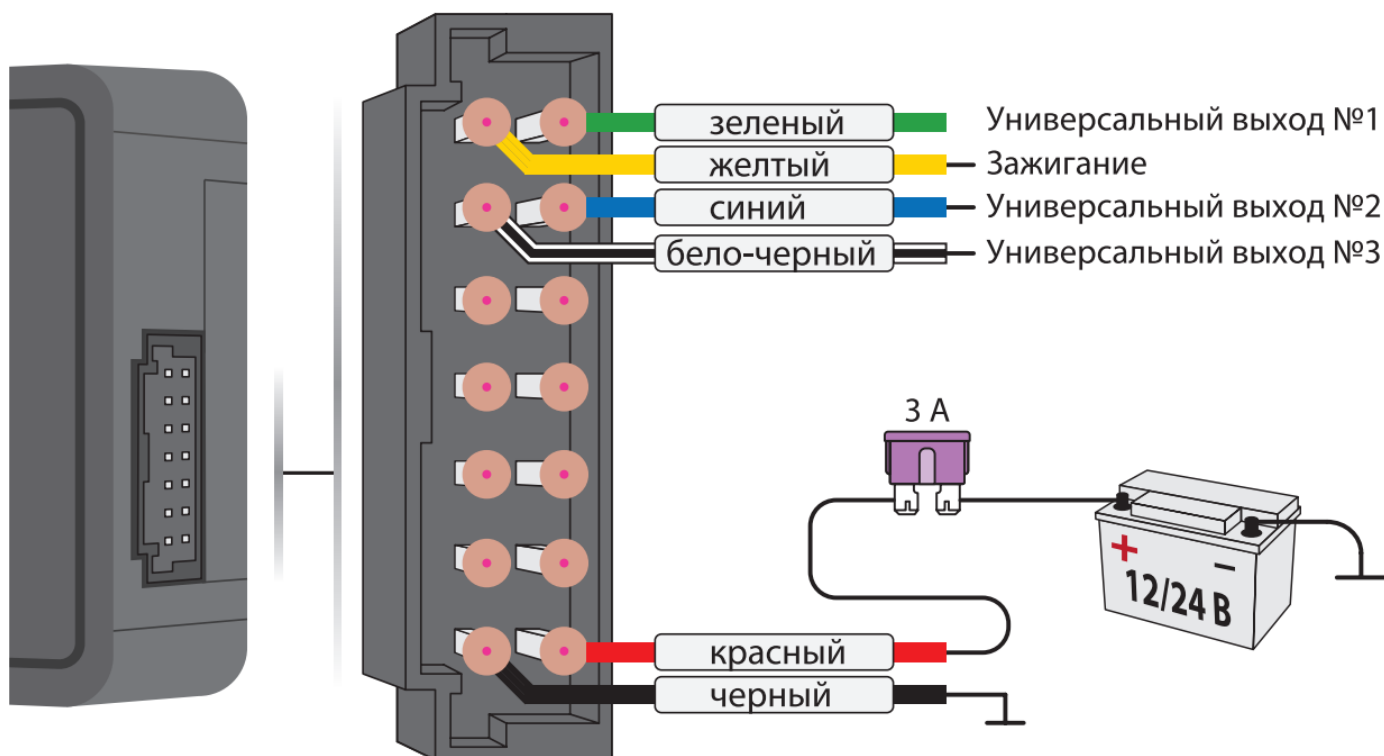 зеленый
Универсальный выход №1
желтый
Зажигание
синий
Универсальный выход №2
бело-черный
Универсальный выход №3
3 А
+
–
12/24 В
красный
черный